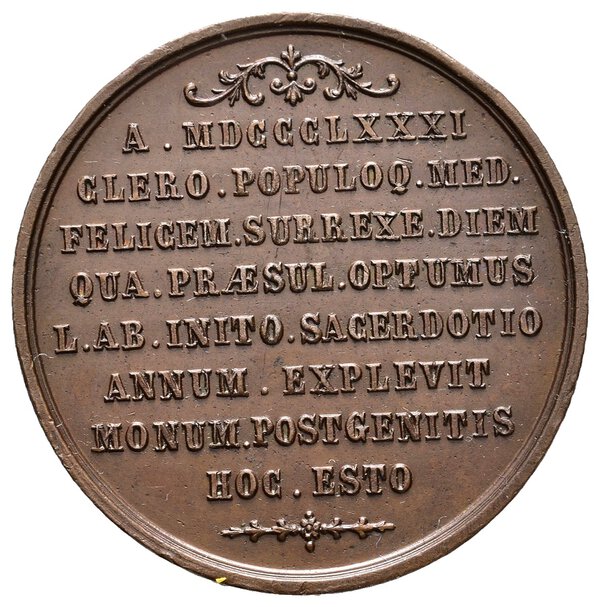 A . MDCCCLXXXI
CLERO . POPULOQ . MED .
FELICEM . SURREXE . DIEM
QUA . PRÆSUL . OPTUMUS
L . AB . INITO . SACERDOTIO
ANNUM . EXPLEVIT
MONUM . POSTGENITIS
HOC . ESTO